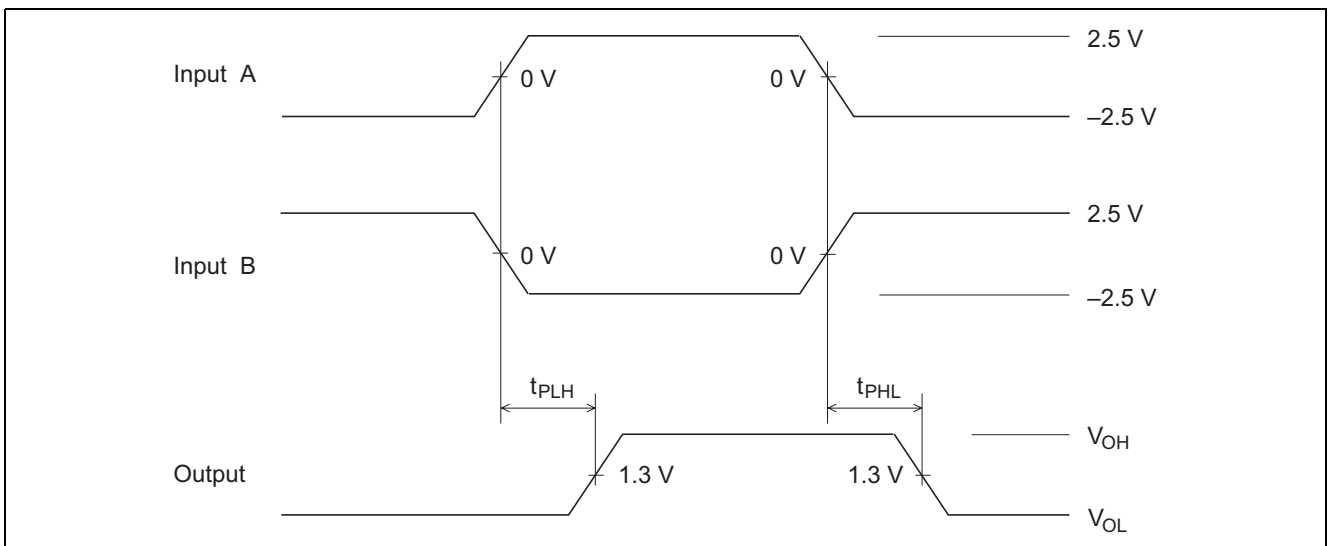 2.5 V
Input A
0 V
0 V
–2.5 V
2.5 V
0 V
0 V
Input B
–2.5 V
tPLH
tPHL
VOH
Output
1.3 V
1.3 V
VOL